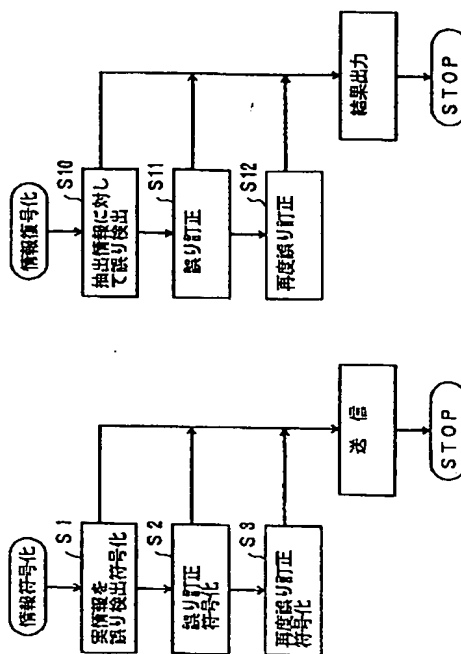 情報符号化
S1
実情報を
誤り検出符号化
S2
誤り訂正
符号化
S3
再度誤り訂正
符号化
送信
STOP
情報復号化
S10
抽出情報に対し
て誤り検出
S11
誤り訂正
S12
再度誤り訂正
結果出力
STOP